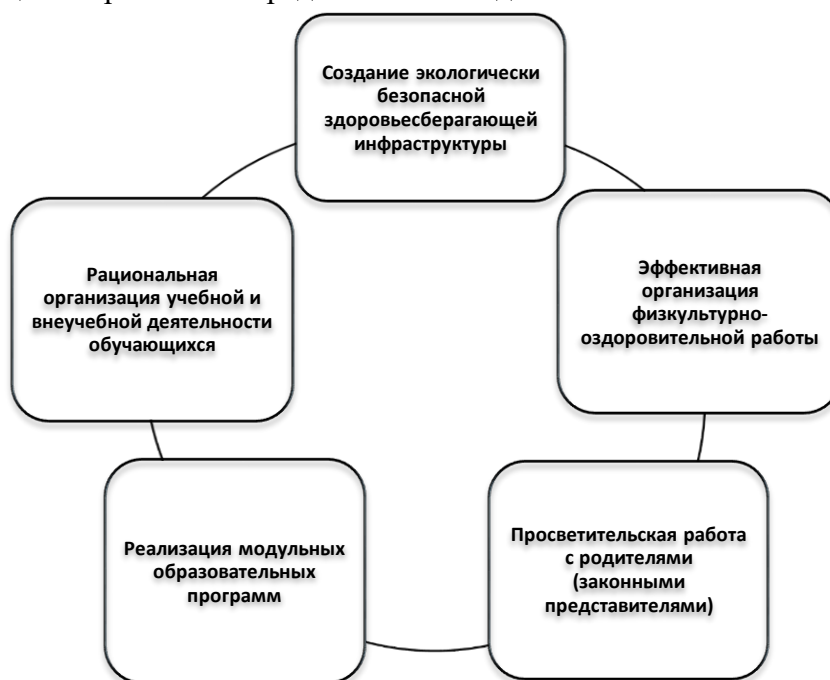 Создание экологически
безопасной
здоровьесберагающей
инфраструктуры
Рациональная
организация учебной и
внеучебной деятельности
обучающихся
Эффективная
организация
физкультурно-
оздоровительной работы
Реализация модульных
образовательных
программ
Просветительская работа
с родителями
(законными
представителями)